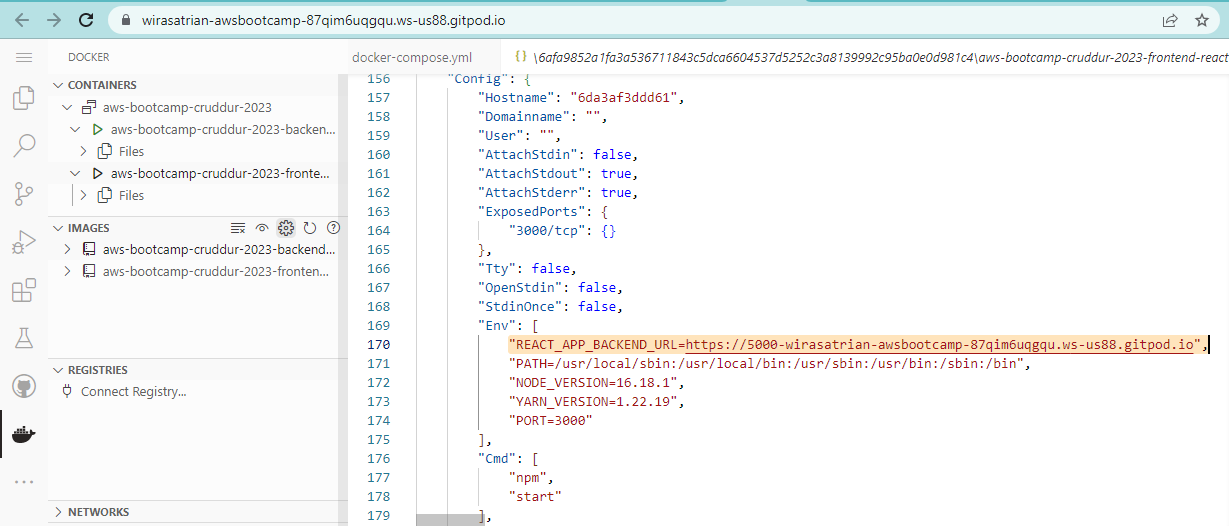 wirasatrian-awsbootcamp-87qim6uqgqu.ws-us88.gitpod.io
DOCKER
CONTAINERS
aws-bootcamp-cruddur-2023
aws-bootcamp-cruddur-2023-backen...
Files
aws-bootcamp-cruddur-2023-fronte...
Files
IMAGES
aws-bootcamp-cruddur-2023-backend...
aws-bootcamp-cruddur-2023-fronten...
REGISTRIES
Connect Registry...
NETWORKS
docker-compose.yml
{} \6afa9852a1fa3a536711843c5dca6604537d5252c3a8139992c95ba0e0d981c4\aws-bootcamp-cruddur-2023-frontend-react
156 "Config": {
157 "Hostname": "6da3af3ddd61",
158 "Domainname": "",
159 "User": "",
160 "AttachStdin": false,
161 "AttachStdout": true,
162 "AttachStderr": true,
163 "ExposedPorts": {
164 "3000/tcp": {}
165 },
166 "Tty": false,
167 "OpenStdin": false,
168 "StdinOnce": false,
169 "Env": [
170 "REACT_APP_BACKEND_URL=https://5000-wirasatrian-awsbootcamp-87qim6uqgqu.ws-us88.gitpod.io",
171 "PATH=/usr/local/sbin:/usr/local/bin:/usr/sbin:/usr/bin:/sbin:/bin",
172 "NODE_VERSION=16.18.1",
173 "YARN_VERSION=1.22.19",
174 "PORT=3000"
175 ],
176 "Cmd": [
177 "npm",
178 "start"
179 ],